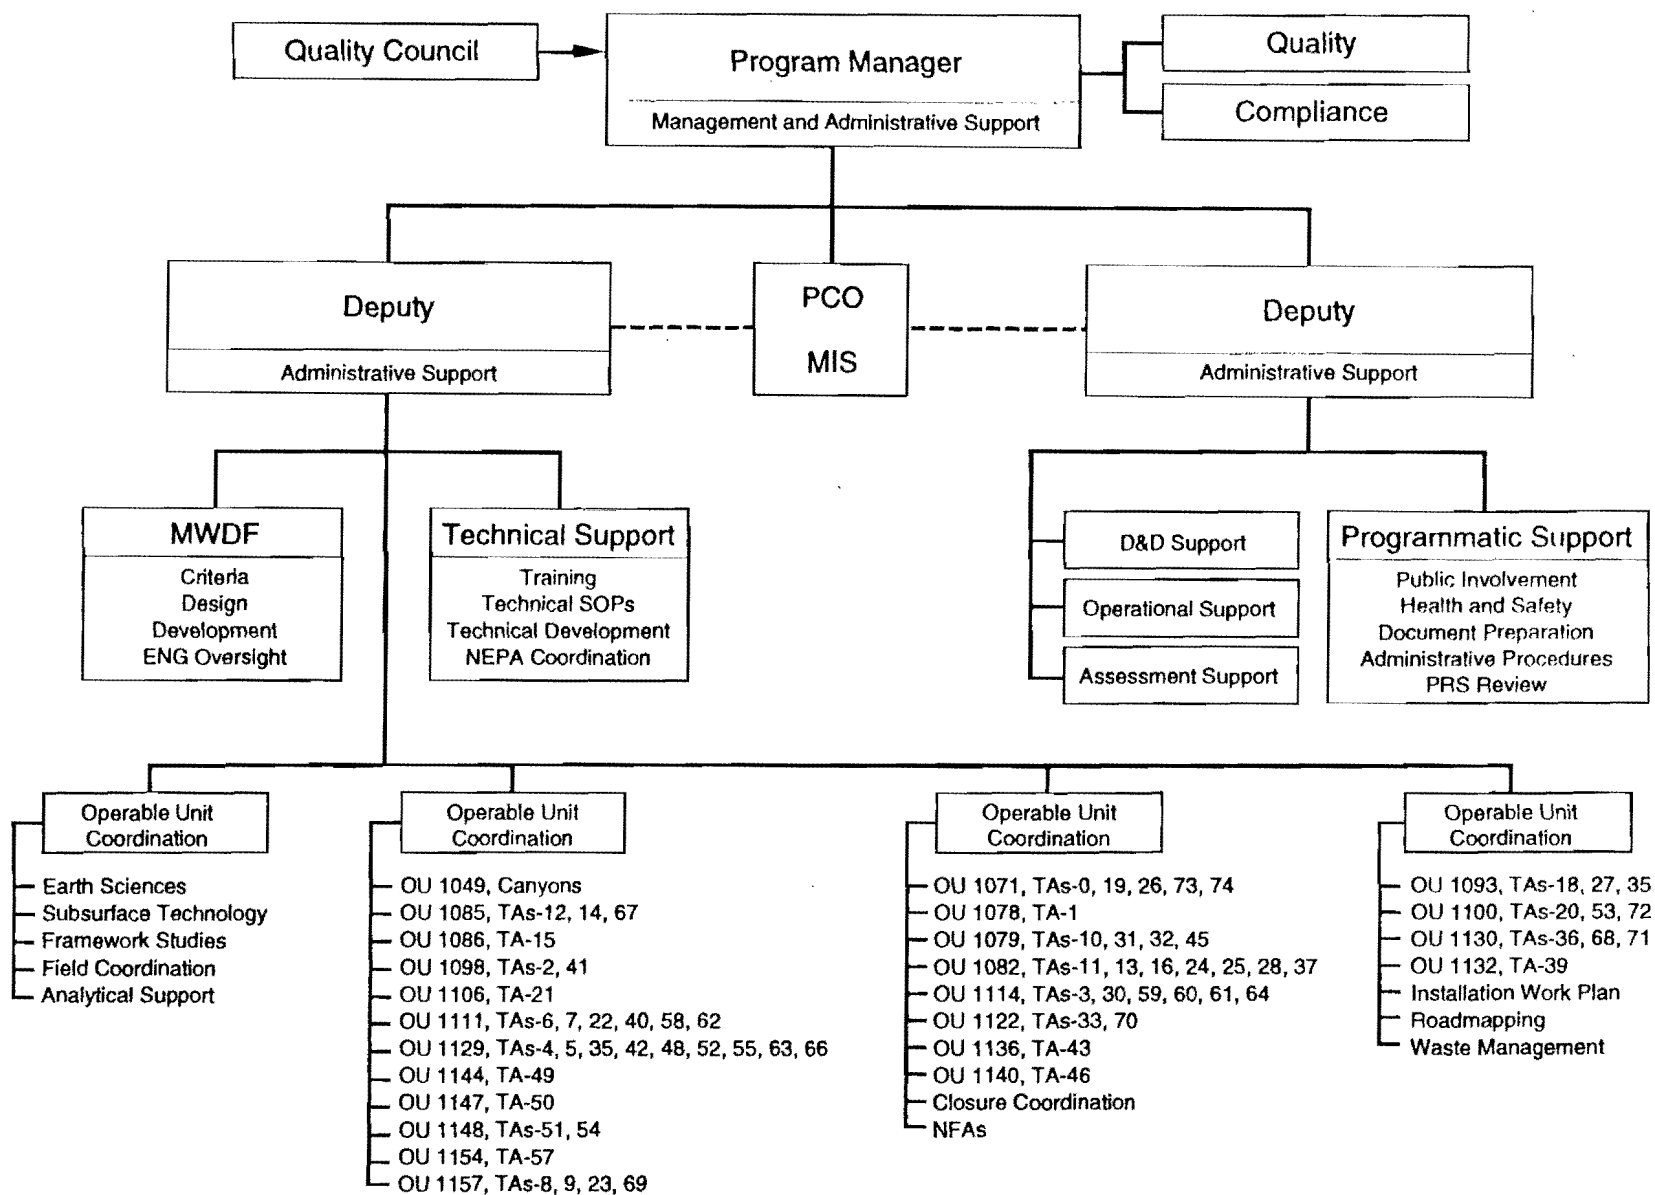 Quality Council
Program Manager
Management and Administrative Support
Quality
Compliance
Deputy
Administrative Support
PCO
MIS
Deputy
Administrative Support
MWDF
Criteria
Design
Development
ENG Oversight
Technical Support
Training
Technical SOPs
Technical Development
NEPA Coordination
D&D Support
Operational Support
Assessment Support
Programmatic Support
Public Involvement
Health and Safety
Document Preparation
Administrative Procedures
PRS Review
Operable Unit
Coordination
Earth Sciences
Subsurface Technology
Framework Studies
Field Coordination
Analytical Support
Operable Unit
Coordination
OU 1049, Canyons
OU 1085, TAs-12, 14, 67
OU 1086, TA-15
OU 1098, TAs-2, 41
OU 1106, TA-21
OU 1111, TAs-6, 7, 22, 40, 58, 62
OU 1129, TAs-4, 5, 35, 42, 48, 52, 55, 63, 66
OU 1144, TA-49
OU 1147, TA-50
OU 1148, TAs-51, 54
OU 1154, TA-57
OU 1157, TAs-8, 9, 23, 69
Operable Unit
Coordination
OU 1071, TAs-0, 19, 26, 73, 74
OU 1078, TA-1
OU 1079, TAs-10, 31, 32, 45
OU 1082, TAs-11, 13, 16, 24, 25, 28, 37
OU 1114, TAs-3, 30, 59, 60, 61, 64
OU 1122, TAs-33, 70
OU 1136, TA-43
OU 1140, TA-46
Closure Coordination
NFAs
Operable Unit
Coordination
OU 1093, TAs-18, 27, 35
OU 1100, TAs-20, 53, 72
OU 1130, TAs-36, 68, 71
OU 1132, TA-39
Installation Work Plan
Roadmapping
Waste Management